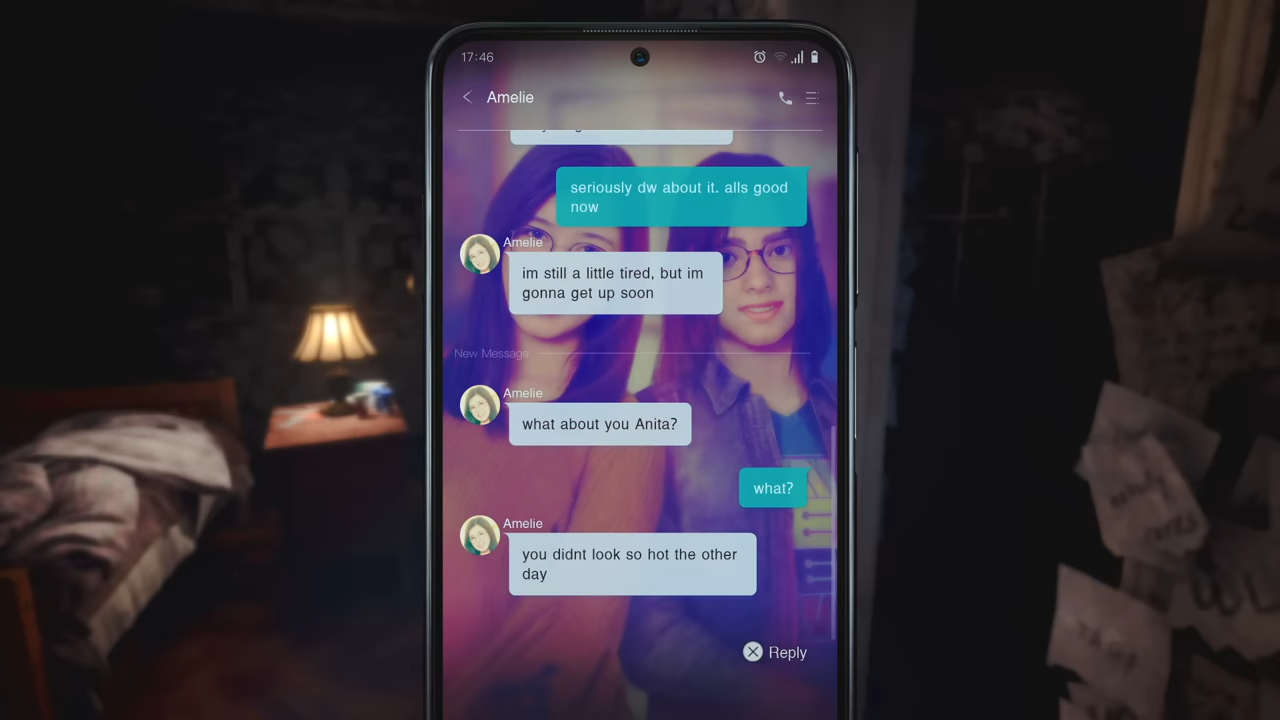 17:46
Amelie
seriously dw about it. alls good
now
Amelie
im still a little tired, but im
gonna get up soon
New Message
Amelie
what about you Anita?
what?
Amelie
you didnt look so hot the other
day
Reply